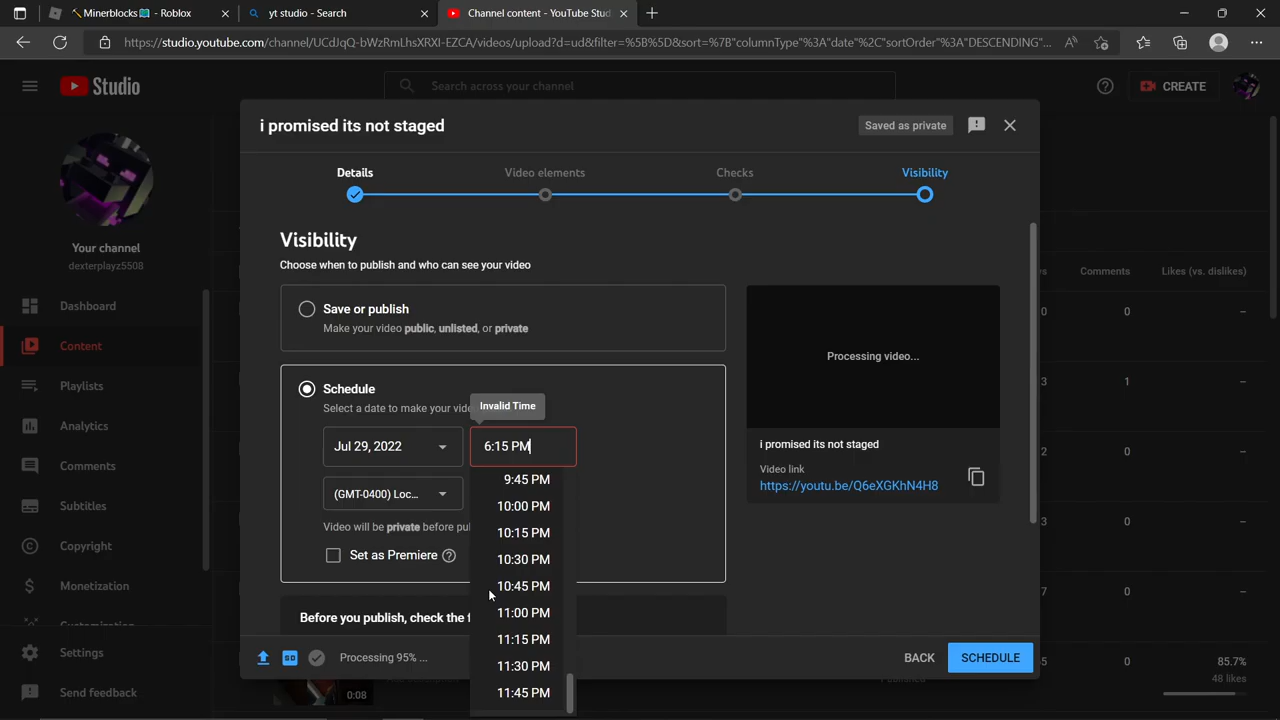 ⛏Minerblocks📖 - Roblox
yt studio - Search
Channel content - YouTube Stud
https://studio.youtube.com/channel/UCdJqQ-bWzRmLhsXRXI-EZCA/videos/upload?d=ud&filter=%5B%5D&sort=%7B"columnType"%3A"date"%2C"sortOrder"%3A"DESCENDING"...
Studio
Search across your channel
CREATE
i promised its not staged
Saved as private
Details
Video elements
Checks
Visibility
Your channel
dexterplayz5508
Dashboard
Content
Playlists
Analytics
Comments
Subtitles
Copyright
Monetization
Settings
Send feedback
Visibility
Choose when to publish and who can see your video
Save or publish
Make your video public, unlisted, or private
Schedule
Select a date to make your vide
Invalid Time
Jul 29, 2022
6:15 PM
(GMT-0400) Loc...
Video will be private before pu
Set as Premiere
9:45 PM
10:00 PM
10:15 PM
10:30 PM
10:45 PM
11:00 PM
11:15 PM
11:30 PM
11:45 PM
Before you publish, check the f
Processing video...
i promised its not staged
Video link
https://youtu.be/Q6eXGKhN4H8
SD
Processing 95% ...
BACK
SCHEDULE
Comments
Likes (vs. dislikes)
0
0
–
3
1
–
2
0
–
0
0
–
7
0
–
5
0
85.7%
48 likes
0:08